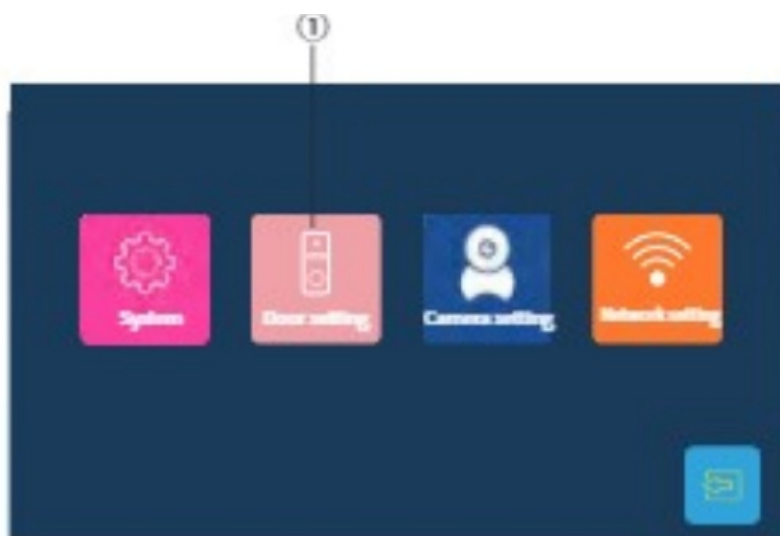 ①
System
Door setting
Camera setting
Network setting